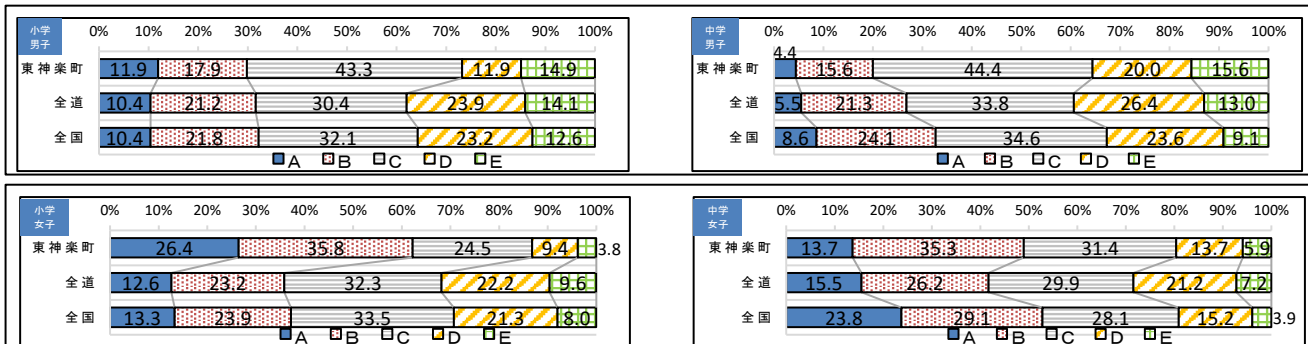 小学
男子
0% 10% 20% 30% 40% 50% 60% 70% 80% 90% 100%
東神楽町 11.9 17.9 43.3 11.9 14.9
全道 10.4 21.2 30.4 23.9 14.1
全国 10.4 21.8 32.1 23.2 12.6
A B C D E
中学
男子
0% 10% 20% 30% 40% 50% 60% 70% 80% 90% 100%
東神楽町 4.4 15.6 44.4 20.0 15.6
全道 5.5 21.3 33.8 26.4 13.0
全国 8.6 24.1 34.6 23.6 9.1
A B C D E
小学
女子
0% 10% 20% 30% 40% 50% 60% 70% 80% 90% 100%
東神楽町 26.4 35.8 24.5 9.4 3.8
全道 12.6 23.2 32.3 22.2 9.6
全国 13.3 23.9 33.5 21.3 8.0
A B C D E
中学
女子
0% 10% 20% 30% 40% 50% 60% 70% 80% 90% 100%
東神楽町 13.7 35.3 31.4 13.7 5.9
全道 15.5 26.2 29.9 21.2 7.2
全国 23.8 29.1 28.1 15.2 3.9
A B C D E